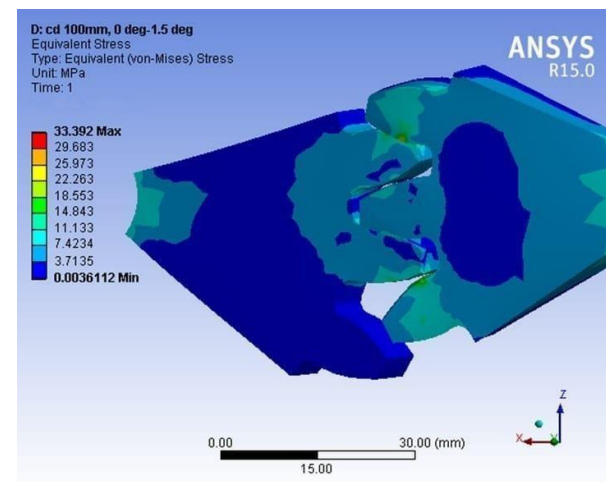 D: cd 100mm, 0 deg-1.5 deg
Equivalent Stress
Type: Equivalent (von-Mises) Stress
Unit: MPa
Time: 1
ANSYS
R15.0
33.392 Max
29.683
25.973
22.263
18.553
14.843
11.133
7.4234
3.7135
0.0036112 Min
0.00
30.00 (mm)
15.00
Z
X
Y